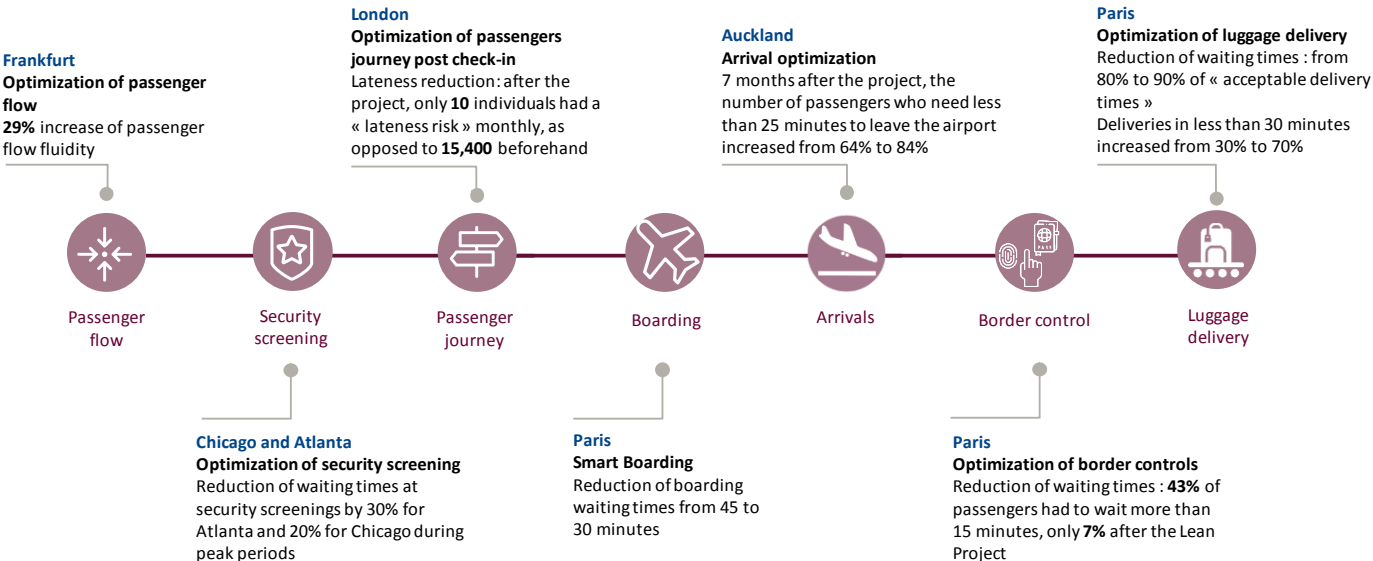 Frankfurt
Optimization of passenger
flow
29% increase of passenger
flow fluidity
London
Optimization of passengers
journey post check-in
Lateness reduction: after the
project, only 10 individuals had a
« lateness risk » monthly, as
opposed to 15,400 beforehand
Auckland
Arrival optimization
7 months after the project, the
number of passengers who need less
than 25 minutes to leave the airport
increased from 64% to 84%
Paris
Optimization of luggage delivery
Reduction of waiting times : from
80% to 90% of « acceptable delivery
times »
Deliveries in less than 30 minutes
increased from 30% to 70%
PASS
Passenger
flow
Security
screening
Passenger
journey
Boarding
Arrivals
Border control
Luggage
delivery
Chicago and Atlanta
Optimization of security screening
Reduction of waiting times at
security screenings by 30% for
Atlanta and 20% for Chicago during
peak periods
Paris
Smart Boarding
Reduction of boarding
waiting times from 45 to
30 minutes
Paris
Optimization of border controls
Reduction of waiting times : 43% of
passengers had to wait more than
15 minutes, only 7% after the Lean
Project